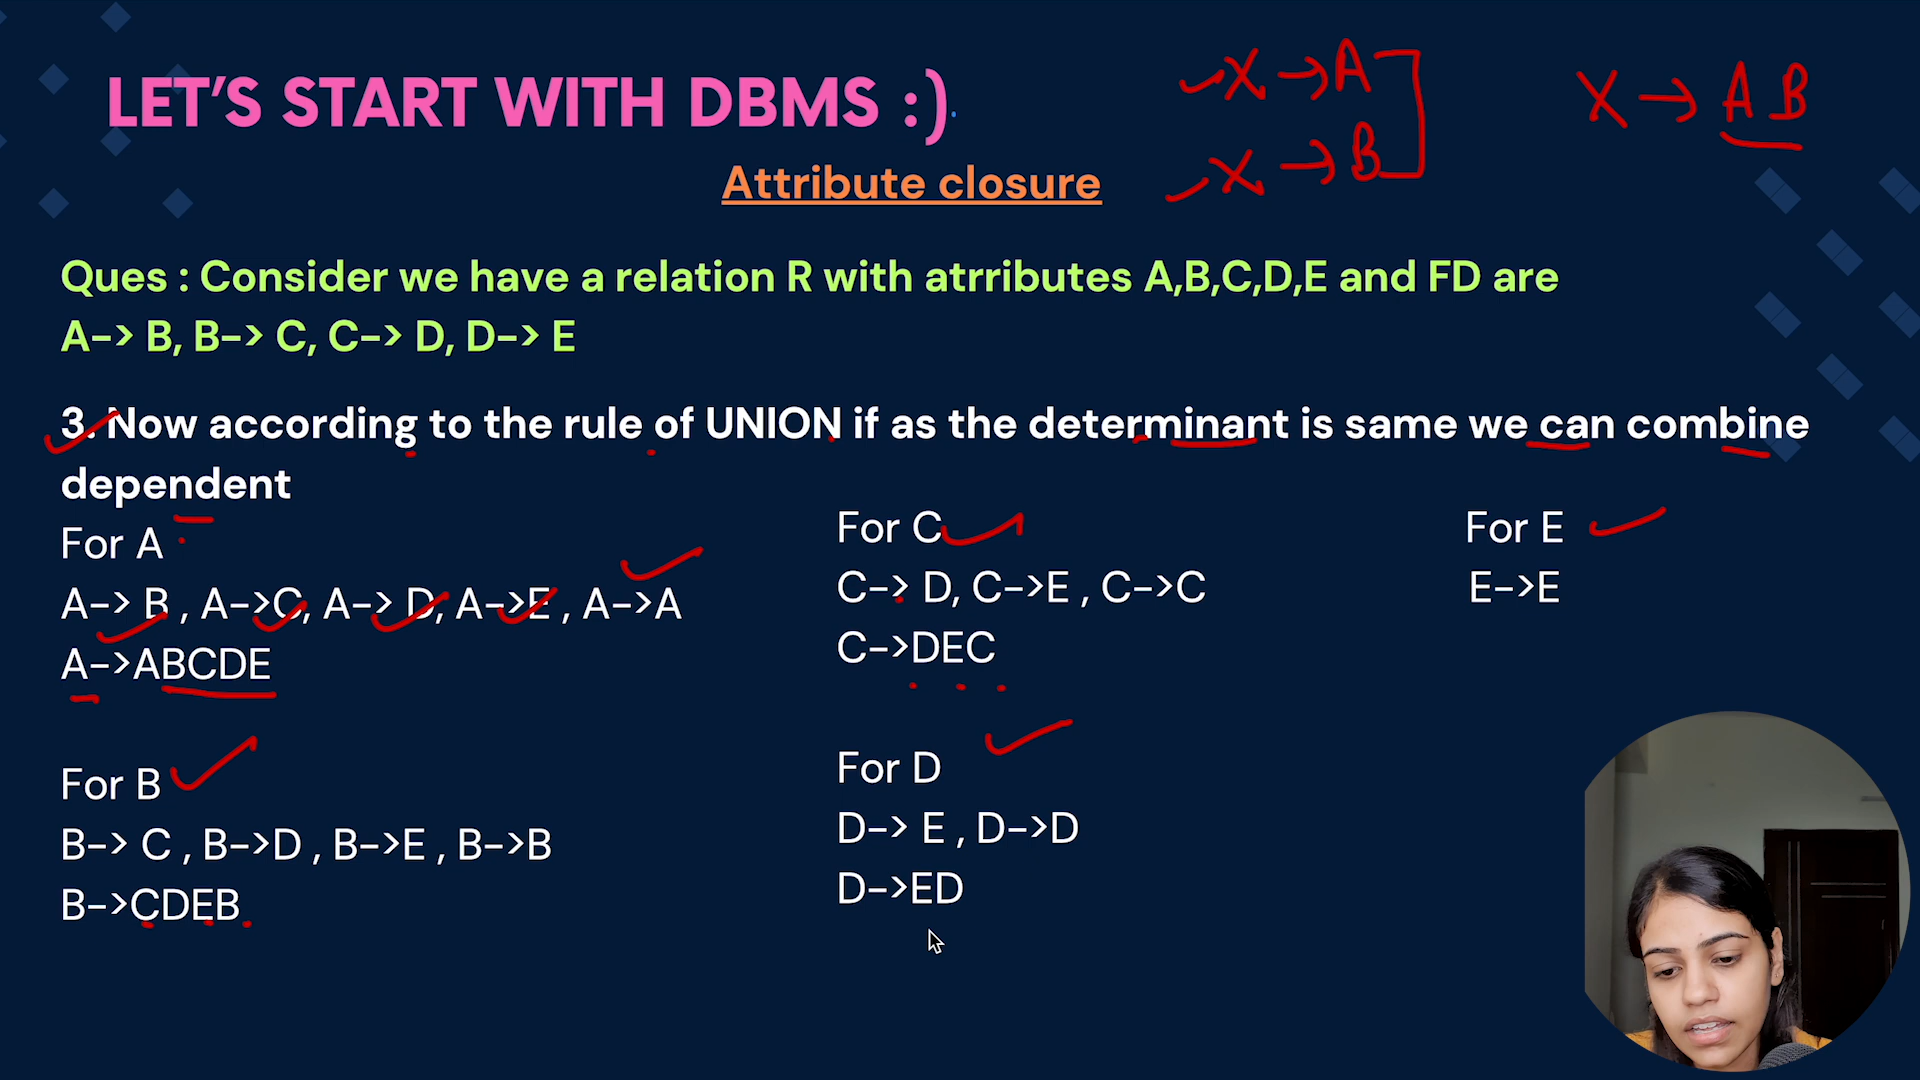 LET'S START WITH DBMS :)
X → A
X → B
X → A B
Attribute closure
Ques : Consider we have a relation R with atrributes A,B,C,D,E and FD are
A-> B, B-> C, C-> D, D-> E
3. Now according to the rule of UNION if as the determinant is same we can combine
dependent
For A
A-> B , A->C, A-> D, A->E , A->A
A->ABCDE
For B
B-> C , B->D , B->E , B->B
B->CDEB
For C
C-> D, C->E , C->C
C->DEC
For D
D-> E , D->D
D->ED
For E
E->E